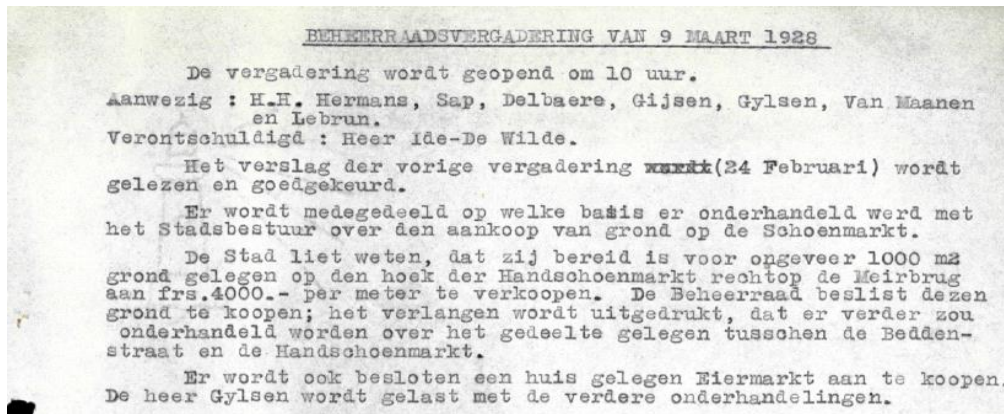 BEHEERRAADSVERGADERING VAN 9 MAART 1928
De vergadering wordt geopend om 10 uur.
Aanwezig : H.H. Hermans, Sap, Delbaere, Gijsen, Gylsen, Van Maanen
en Lebrun.
Verontschuldigd : Heer Ide-De Wilde.
Het verslag der vorige vergadering wordt(24 Februari) wordt
gelezen en goedgekeurd.
Er wordt medegedeeld op welke basis er onderhandeld werd met
het Stadsbestuur over den aankoop van grond op de Schoenmarkt.
De Stad liet weten, dat zij bereid is voor ongeveer 1000 m2
grond gelegen op den hoek der Handschoenmarkt rechtop de Meirbrug
aan frs.4000.- per meter te verkoopen. De Beheerraad beslist dezen
grond te koopen; het verlangen wordt uitgedrukt, dat er verder zou
onderhandeld worden over het gedeelte gelegen tusschen de Bedden-
straat en de Handschoenmarkt.
Er wordt ook besloten een huis gelegen Eiermarkt aan te koopen.
De heer Gylsen wordt gelast met de verdere onderhandelingen.